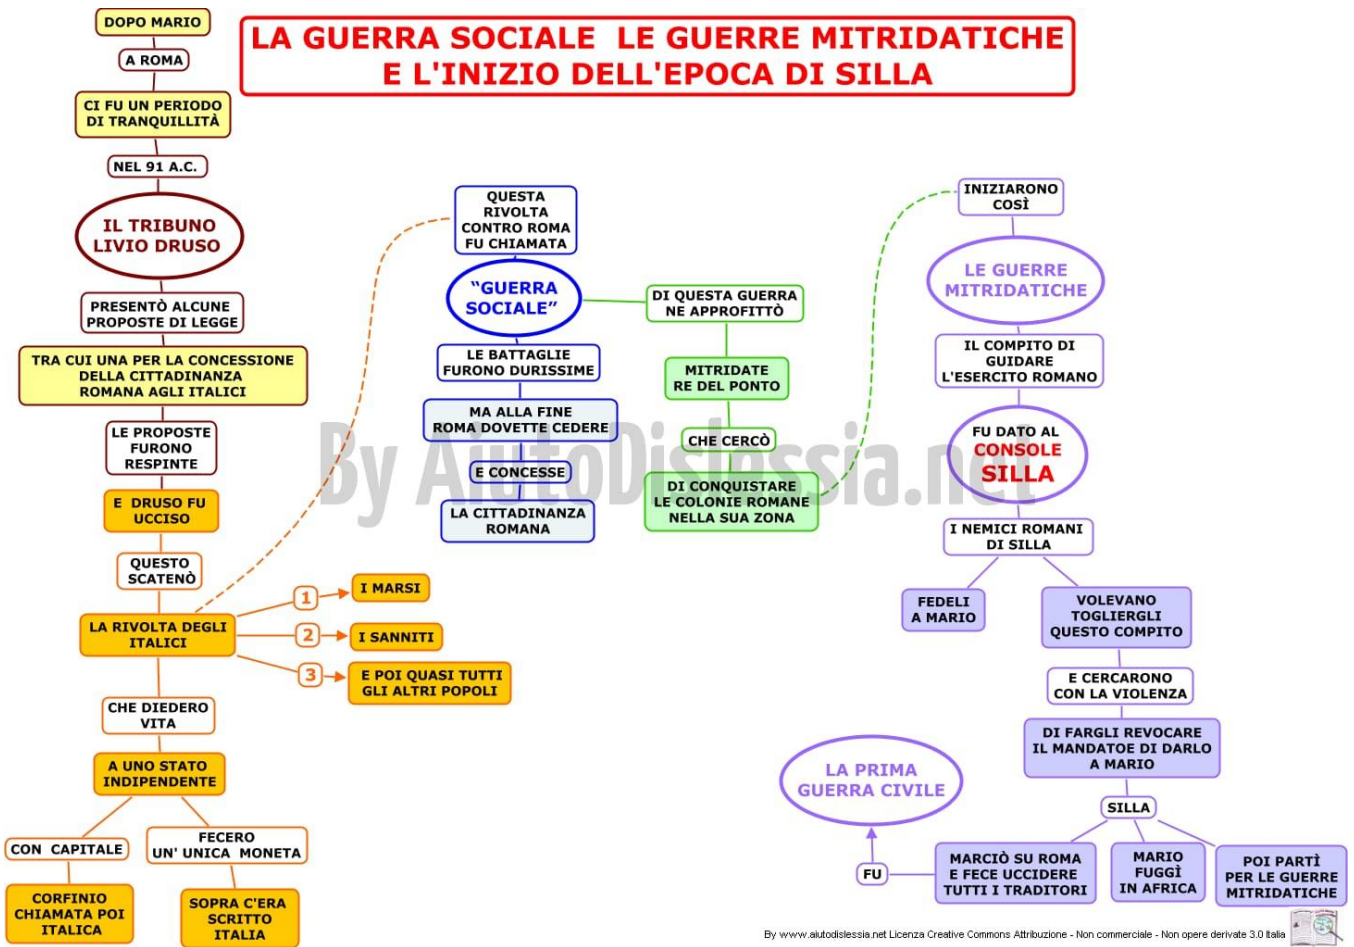 LA GUERRA SOCIALE  LE GUERRE MITRIDATICHE
E L'INIZIO DELL'EPOCA DI SILLA
DOPO MARIO
A ROMA
CI FU UN PERIODO
DI TRANQUILLITÀ
NEL 91 A.C.
IL TRIBUNO
LIVIO DRUSO
PRESENTÒ ALCUNE
PROPOSTE DI LEGGE
TRA CUI UNA PER LA CONCESSIONE
DELLA CITTADINANZA
ROMANA AGLI ITALICI
LE PROPOSTE
FURONO
RESPINTE
E  DRUSO FU
UCCISO
QUESTO
SCATENÒ
LA RIVOLTA DEGLI
ITALICI
1
I MARSI
2
I SANNITI
3
E POI QUASI TUTTI
GLI ALTRI POPOLI
CHE DIEDERO
VITA
A UNO STATO
INDIPENDENTE
CON  CAPITALE
CORFINIO
CHIAMATA POI
ITALICA
FECERO
UN' UNICA  MONETA
SOPRA C'ERA
SCRITTO
ITALIA
QUESTA
RIVOLTA
CONTRO ROMA
FU CHIAMATA
“GUERRA
SOCIALE”
LE BATTAGLIE
FURONO DURISSIME
MA ALLA FINE
ROMA DOVETTE CEDERE
E CONCESSE
LA CITTADINANZA
ROMANA
DI QUESTA GUERRA
NE APPROFITTÒ
MITRIDATE
RE DEL PONTO
CHE CERCÒ
DI CONQUISTARE
LE COLONIE ROMANE
NELLA SUA ZONA
INIZIARONO
COSÌ
LE GUERRE
MITRIDATICHE
IL COMPITO DI
GUIDARE
L'ESERCITO ROMANO
FU DATO AL
CONSOLE
SILLA
I NEMICI ROMANI
DI SILLA
FEDELI
A MARIO
VOLEVANO
TOGLIERGLI
QUESTO COMPITO
E CERCARONO
CON LA VIOLENZA
DI FARGLI REVOCARE
IL MANDATOE DI DARLO
A MARIO
SILLA
MARCIÒ SU ROMA
E FECE UCCIDERE
TUTTI I TRADITORI
MARIO
FUGGÌ
IN AFRICA
POI PARTÌ
PER LE GUERRE
MITRIDATICHE
FU
LA PRIMA
GUERRA CIVILE
By AiutoDislessia.net
By www.aiutodislessia.net Licenza Creative Commons Attribuzione - Non commerciale - Non opere derivate 3.0 Italia